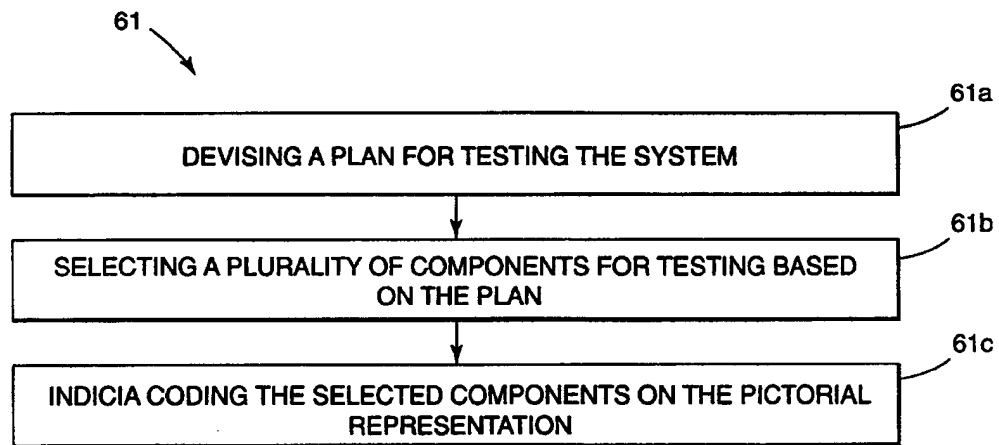 61
61a
DEVISING A PLAN FOR TESTING THE SYSTEM
61b
SELECTING A PLURALITY OF COMPONENTS FOR TESTING BASED
ON THE PLAN
61c
INDICIA CODING THE SELECTED COMPONENTS ON THE PICTORIAL
REPRESENTATION